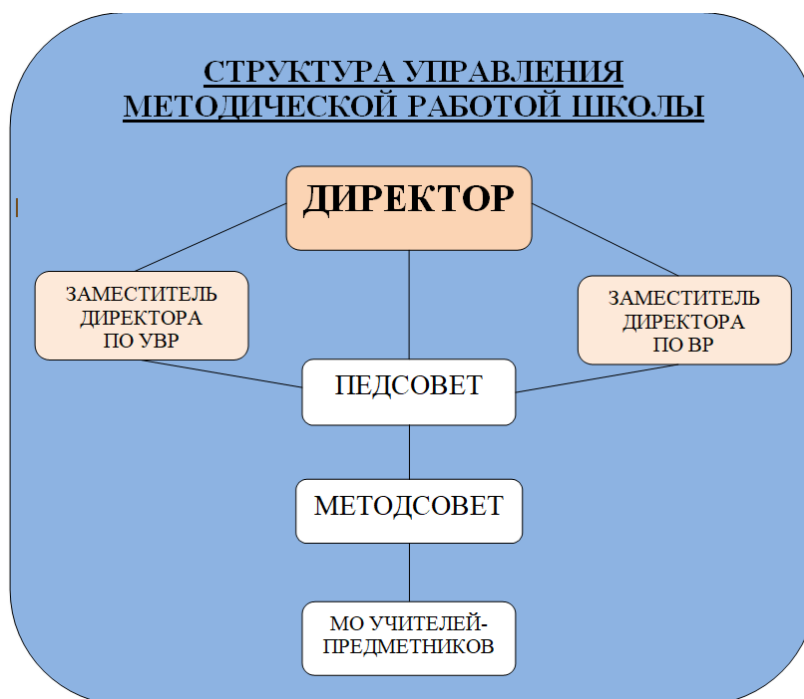 СТРУКТУРА УПРАВЛЕНИЯ
МЕТОДИЧЕСКОЙ РАБОТОЙ ШКОЛЫ
ДИРЕКТОР
ЗАМЕСТИТЕЛЬ
ДИРЕКТОРА
ПО УВР
ЗАМЕСТИТЕЛЬ
ДИРЕКТОРА
ПО ВР
ПЕДСОВЕТ
МЕТОДСОВЕТ
МО УЧИТЕЛЕЙ-
ПРЕДМЕТНИКОВ